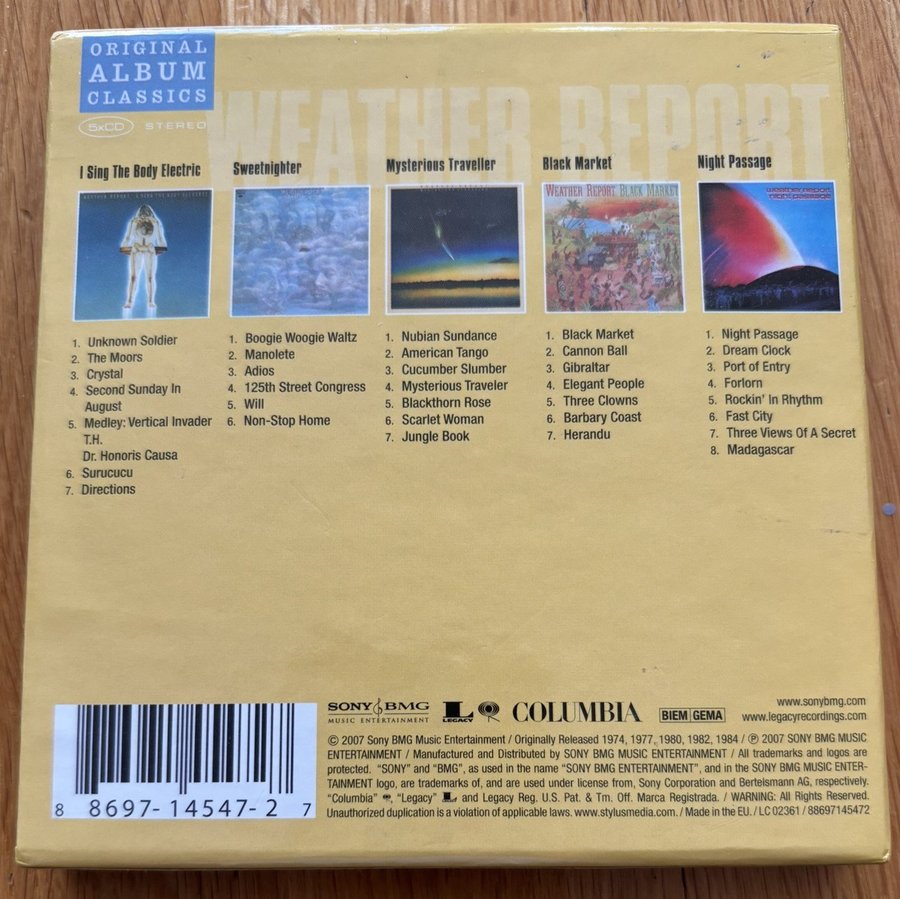 ORIGINAL
ALBUM
CLASSICS
5xCD STEREO
WEATHER REPORT
I Sing The Body Electric
1. Unknown Soldier
2. The Moors
3. Crystal
4. Second Sunday In
August
5. Medley: Vertical Invader
T.H.
Dr. Honoris Causa
6. Surucucu
7. Directions
Sweetnighter
1. Boogie Woogie Waltz
2. Manolete
3. Adios
4. 125th Street Congress
5. Will
6. Non-Stop Home
Mysterious Traveller
1. Nubian Sundance
2. American Tango
3. Cucumber Slumber
4. Mysterious Traveler
5. Blackthorn Rose
6. Scarlet Woman
7. Jungle Book
Black Market
WEATHER REPORT BLACK MARKET
1. Black Market
2. Cannon Ball
3. Gibraltar
4. Elegant People
5. Three Clowns
6. Barbary Coast
7. Herandu
Night Passage
weather report
night passage
1. Night Passage
2. Dream Clock
3. Port of Entry
4. Forlorn
5. Rockin' In Rhythm
6. Fast City
7. Three Views Of A Secret
8. Madagascar
8 8697-14547-2 7
SONY BMG
MUSIC ENTERTAINMENT
LEGACY
COLUMBIA
BIEM GEMA
www.sonybmg.com
www.legacyrecordings.com
© 2007 Sony BMG Music Entertainment / Originally Released 1974, 1977, 1980, 1982, 1984 / ℗ 2007 SONY BMG MUSIC
ENTERTAINMENT / Manufactured and Distributed by SONY BMG MUSIC ENTERTAINMENT / All trademarks and logos are
protected. "SONY" and "BMG", as used in the name "SONY BMG ENTERTAINMENT", and in the SONY BMG MUSIC ENTER-
TAINMENT logo, are trademarks of, and are used under license from, Sony Corporation and Bertelsmann AG, respectively.
"Columbia" , "Legacy" and Legacy Reg. U.S. Pat. & Tm. Off. Marca Registrada. / WARNING: All Rights Reserved.
Unauthorized duplication is a violation of applicable laws. www.stylusmedia.com. / Made in the EU. / LC 02361 / 88697145472